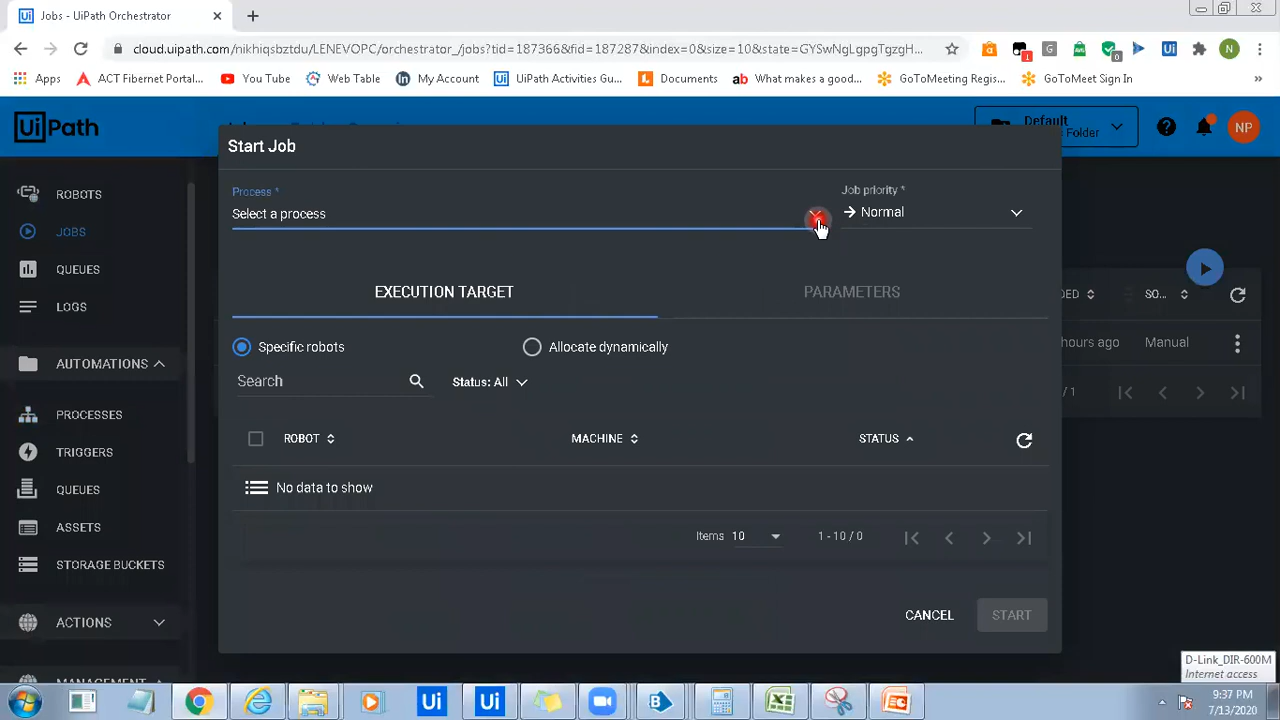 Jobs - UiPath Orchestrator
cloud.uipath.com/nikhiqsbztdu/LENEVOPC/orchestrator_/jobs?tid=187366&fid=187287&index=0&size=10&state=GYSwNgLgpgTgzgH...
Apps ACT Fibernet Portal... You Tube Web Table My Account UiPath Activities Gu... Documents What makes a good... GoToMeeting Regis... GoToMeet Sign In
UiPath
Default
Folder
NP
Start Job
ROBOTS
JOBS
QUEUES
LOGS
AUTOMATIONS
PROCESSES
TRIGGERS
QUEUES
ASSETS
STORAGE BUCKETS
ACTIONS
Process *
Job priority *
Select a process
Normal
EXECUTION TARGET PARAMETERS
Specific robots Allocate dynamically
Search Status: All
ROBOT MACHINE STATUS
No data to show
Items 10 1 - 10 / 0
CANCEL START
SO...
hours ago Manual
/ 1
D-Link_DIR-600M
Internet access
9:37 PM
7/13/2020